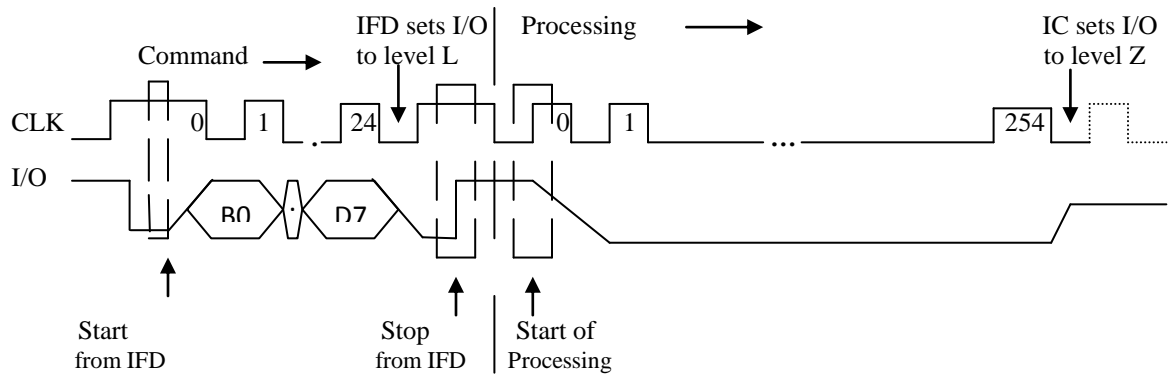 IFD sets I/O
to level L
Processing
IC sets I/O
to level Z
Command
CLK
0
1
24
0
1
...
254
I/O
B0
D7
Start
from IFD
Stop
from IFD
Start of
Processing